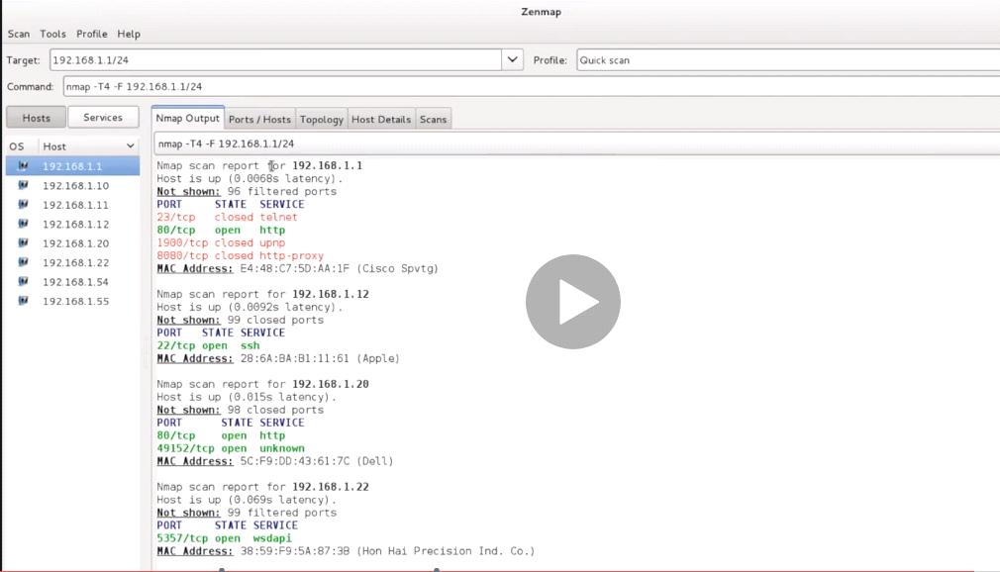 Zenmap
Scan Tools Profile Help
Target: 192.168.1.1/24 Profile: Quick scan
Command: nmap -T4 -F 192.168.1.1/24
Hosts Services
Nmap Output Ports / Hosts Topology Host Details Scans
OS Host
192.168.1.1
192.168.1.10
192.168.1.11
192.168.1.12
192.168.1.20
192.168.1.22
192.168.1.54
192.168.1.55
nmap -T4 -F 192.168.1.1/24
Nmap scan report for 192.168.1.1
Host is up (0.0068s latency).
Not shown: 96 filtered ports
PORT STATE SERVICE
23/tcp closed telnet
80/tcp open http
1900/tcp closed upnp
8080/tcp closed http-proxy
MAC Address: E4:48:C7:5D:AA:1F (Cisco Spvtg)
Nmap scan report for 192.168.1.12
Host is up (0.0092s latency).
Not shown: 99 closed ports
PORT STATE SERVICE
22/tcp open ssh
MAC Address: 28:6A:BA:B1:11:61 (Apple)
Nmap scan report for 192.168.1.20
Host is up (0.015s latency).
Not shown: 98 closed ports
PORT STATE SERVICE
80/tcp open http
49152/tcp open unknown
MAC Address: 5C:F9:DD:43:61:7C (Dell)
Nmap scan report for 192.168.1.22
Host is up (0.069s latency).
Not shown: 99 filtered ports
PORT STATE SERVICE
5357/tcp open wsdapi
MAC Address: 38:59:F9:5A:87:3B (Hon Hai Precision Ind. Co.)